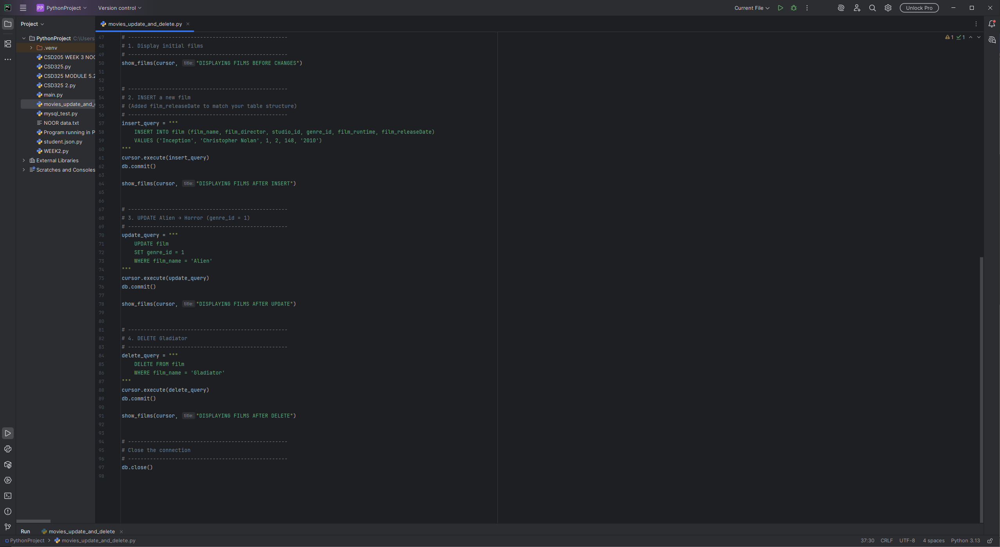 PC
PP PythonProject
Version control
Current File
Unlock Pro
Project
movies_update_and_delete.py
PythonProject C:\Users
.venv
CSD205 WEEK 3 NOO
CSD325.py
CSD325 MODULE 5.2
CSD325 2.py
main.py
movies_update_and_
mysql_test.py
NOOR data.txt
Program running in P
student.json.py
WEEK2.py
External Libraries
Scratches and Consoles
1 1
47 # ---------------------------------------------------
48 # 1. Display initial films
49 # ---------------------------------------------------
50 show_films(cursor, title: "DISPLAYING FILMS BEFORE CHANGES")
51
52
53 # ---------------------------------------------------
54 # 2. INSERT a new film
55 # (Added film_releaseDate to match your table structure)
56 # ---------------------------------------------------
57 insert_query = """
58 INSERT INTO film (film_name, film_director, studio_id, genre_id, film_runtime, film_releaseDate)
59 VALUES ('Inception', 'Christopher Nolan', 1, 2, 148, '2010')
60 """
61 cursor.execute(insert_query)
62 db.commit()
63
64 show_films(cursor, title: "DISPLAYING FILMS AFTER INSERT")
65
66
67 # ---------------------------------------------------
68 # 3. UPDATE Alien → Horror (genre_id = 1)
69 # ---------------------------------------------------
70 update_query = """
71 UPDATE film
72 SET genre_id = 1
73 WHERE film_name = 'Alien'
74 """
75 cursor.execute(update_query)
76 db.commit()
77
78 show_films(cursor, title: "DISPLAYING FILMS AFTER UPDATE")
79
80
81 # ---------------------------------------------------
82 # 4. DELETE Gladiator
83 # ---------------------------------------------------
84 delete_query = """
85 DELETE FROM film
86 WHERE film_name = 'Gladiator'
87 """
88 cursor.execute(delete_query)
89 db.commit()
90
91 show_films(cursor, title: "DISPLAYING FILMS AFTER DELETE")
92
93
94 # ---------------------------------------------------
95 # Close the connection
96 # ---------------------------------------------------
97 db.close()
98
Run movies_update_and_delete
PythonProject > movies_update_and_delete.py
37:30 CRLF UTF-8 4 spaces Python 3.13